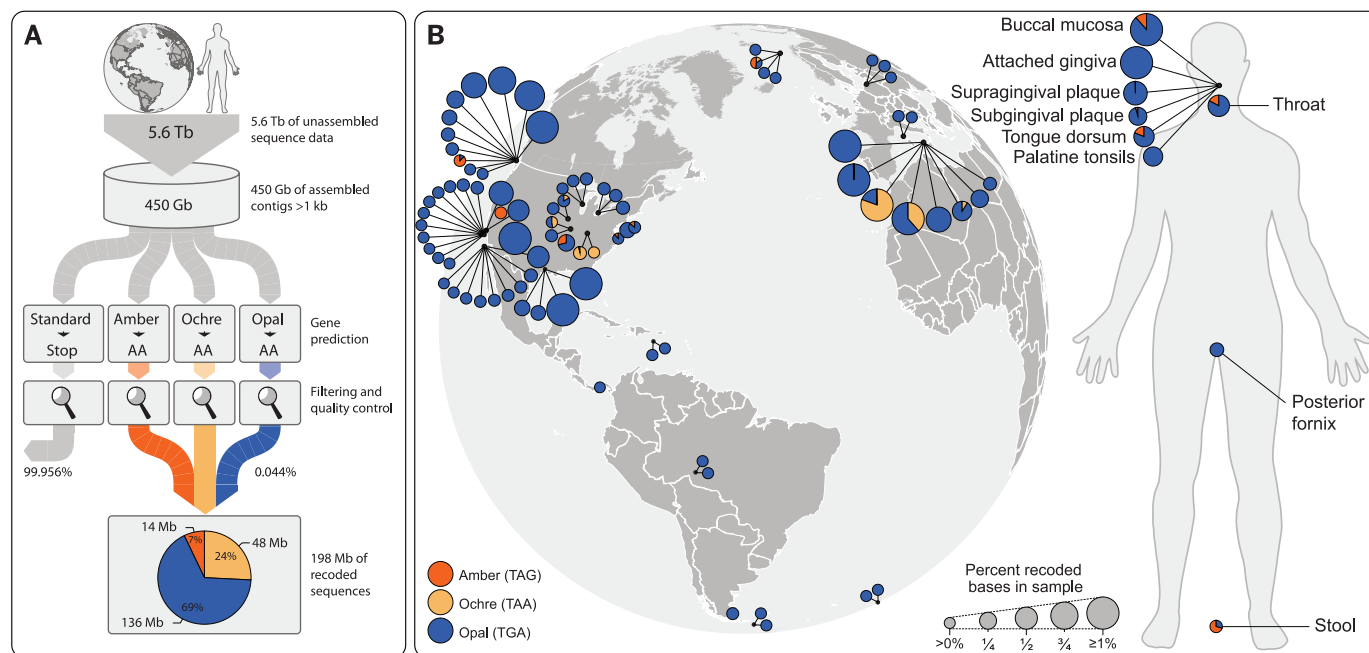 A
5.6 Tb
5.6 Tb of unassembled
sequence data
450 Gb
450 Gb of assembled
contigs >1 kb
Standard
Stop
Amber
AA
Ochre
AA
Opal
AA
Gene
prediction
Filtering and
quality control
99.956%
0.044%
14 Mb
7%
48 Mb
24%
69%
136 Mb
198 Mb of
recoded
sequences
B
Amber (TAG)
Ochre (TAA)
Opal (TGA)
Percent recoded
bases in sample
>0%
¼
½
¾
≥1%
Buccal mucosa
Attached gingiva
Supragingival plaque
Subgingival plaque
Tongue dorsum
Palatine tonsils
Throat
Posterior
fornix
Stool